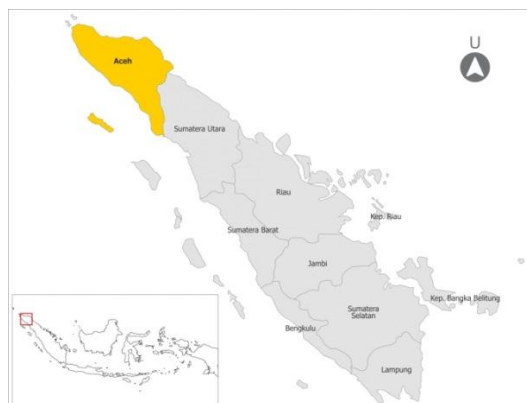 U
Aceh
Sumatera Utara
Riau
Kep. Riau
Sumatera Barat
Jambi
Kep. Bangka Belitung
Sumatera
Selatan
Bengkulu
Lampung